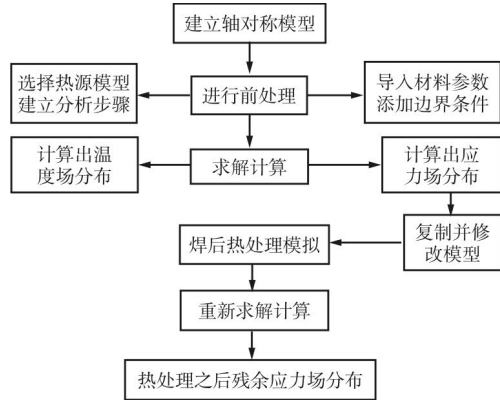 建立轴对称模型
选择热源模型
建立分析步骤
进行前处理
导入材料参数
添加边界条件
计算出温
度场分布
求解计算
计算出应
力场分布
复制并修
改模型
焊后热处理模拟
重新求解计算
热处理之后残余应力场分布